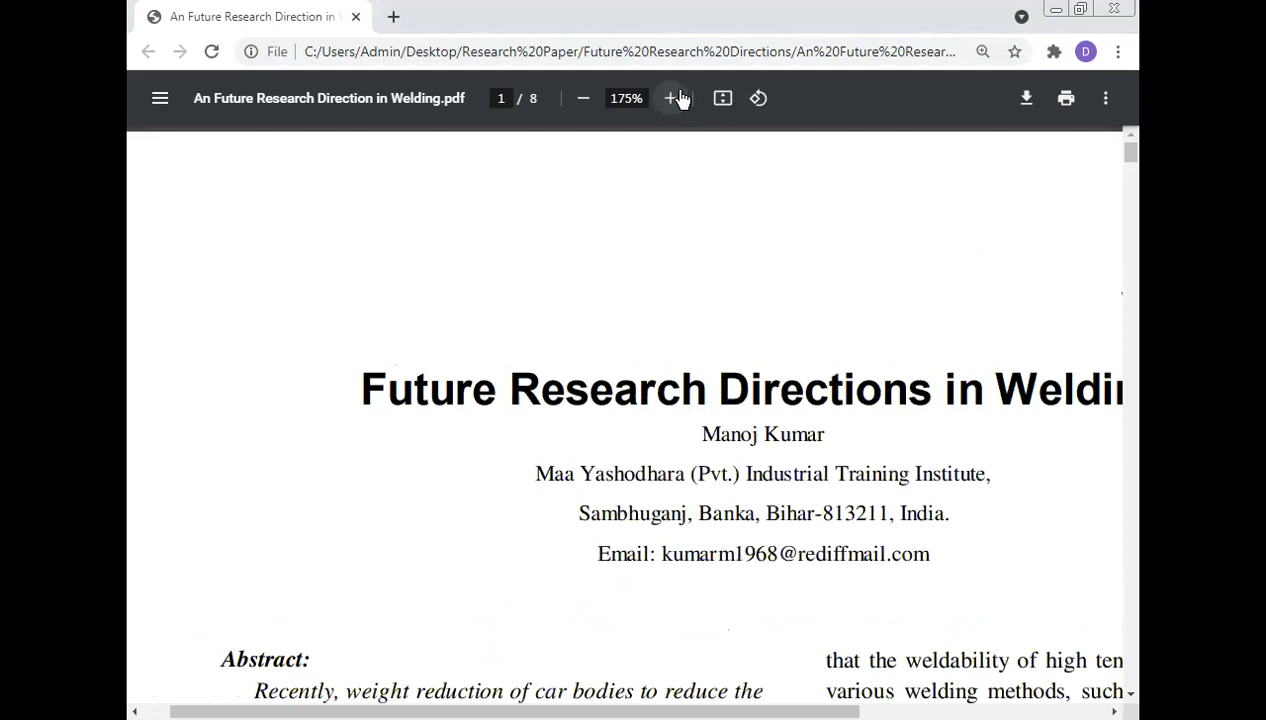 An Future Research Direction in
File
C:/Users/Admin/Desktop/Research%20Paper/Future%20Research%20Directions/An%20Future%20Resear...
D
An Future Research Direction in Welding.pdf
1 / 8
175%
Future Research Directions in Weldin
Manoj Kumar
Maa Yashodhara (Pvt.) Industrial Training Institute,
Sambhuganj, Banka, Bihar-813211, India.
Email: kumarm1968@rediffmail.com
Abstract:
Recently, weight reduction of car bodies to reduce the
that the weldability of high ten
various welding methods, such